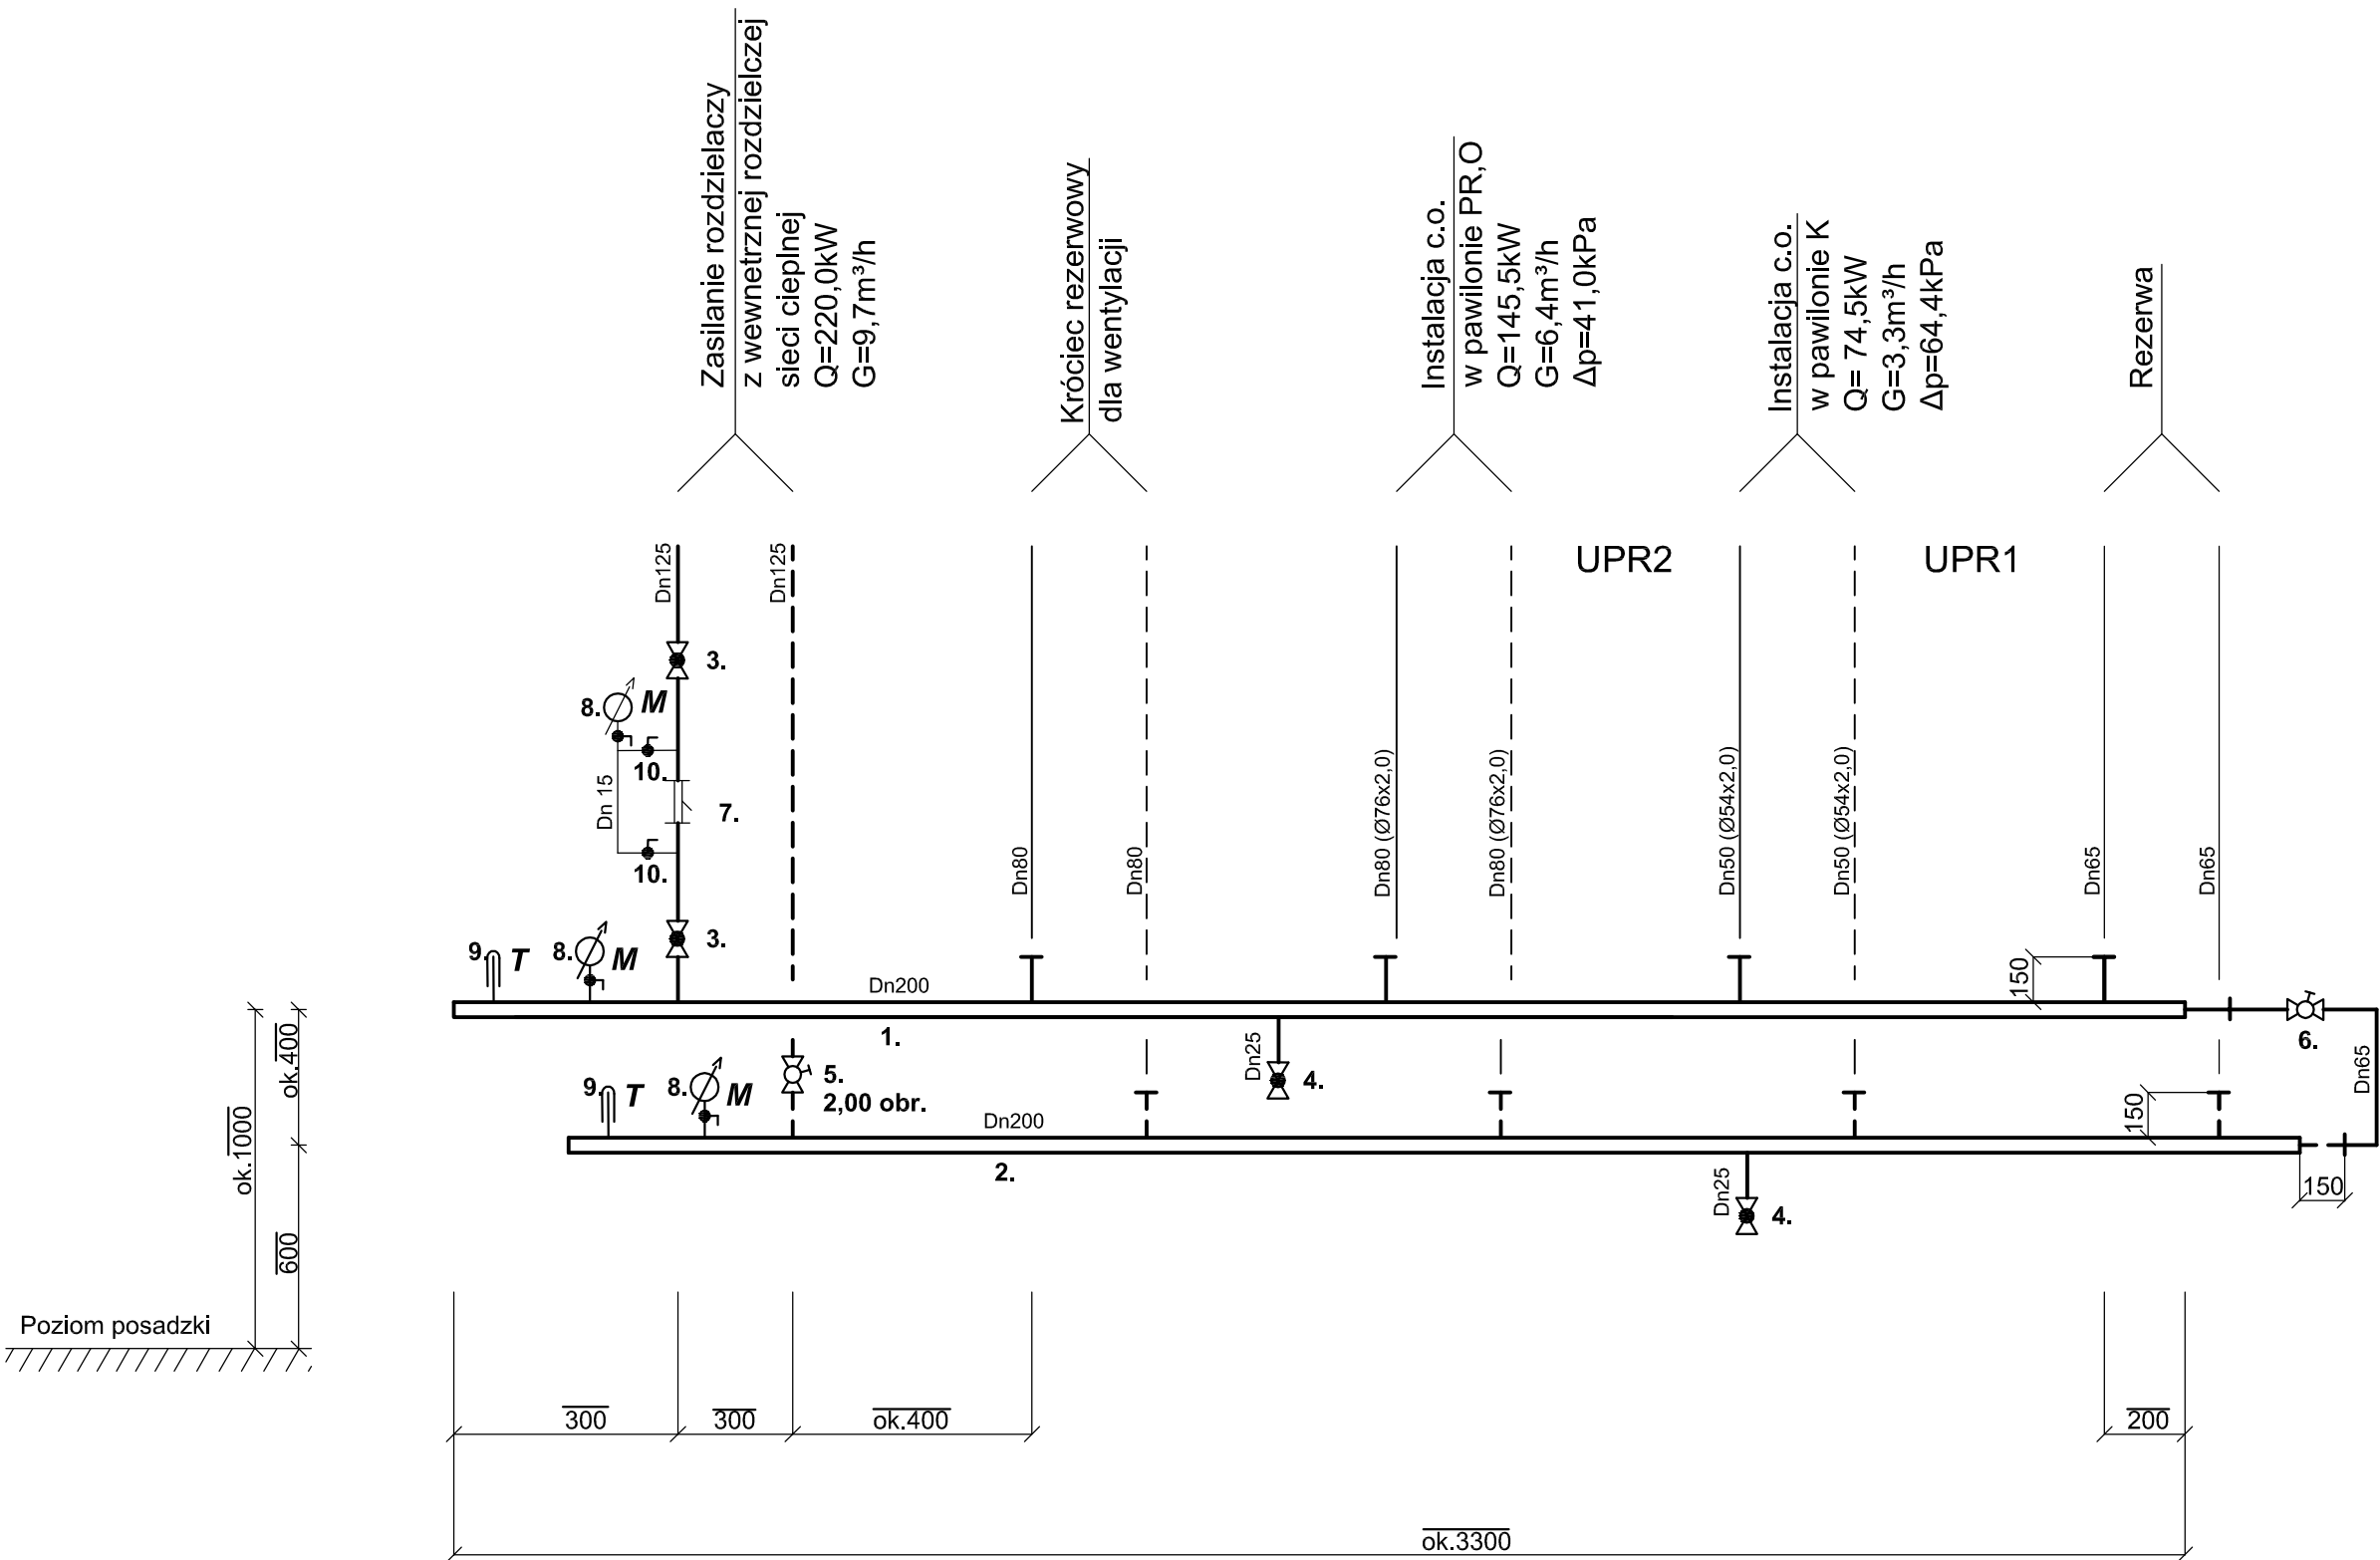 Zasilanie rozdzielaczy
z wewnetrznej rozdzielczej
sieci cieplnej
Q=220,0kW
G=9,7m³/h
Króciec rezerwowy
dla wentylacji
Instalacja c.o.
w pawilonie PR,O
Q=145,5kW
G=6,4m³/h
Δp=41,0kPa
Instalacja c.o.
w pawilonie K
Q= 74,5kW
G=3,3m³/h
Δp=64,4kPa
Rezerwa
Dn125
Dn125
UPR2
UPR1
3.
8.
M
10.
Dn 15
7.
10.
Dn80
Dn80
Dn80 (Ø76x2,0)
Dn80 (Ø76x2,0)
Dn50 (Ø54x2,0)
Dn50 (Ø54x2,0)
Dn65
Dn65
3.
9.
T
8.
M
Dn200
150
1.
6.
Dn25
4.
Dn65
5.
2,00 obr.
9.
T
8.
M
Dn200
150
2.
Dn25
4.
150
ok.400
ok.1000
600
Poziom posadzki
300
300
ok.400
200
ok.3300